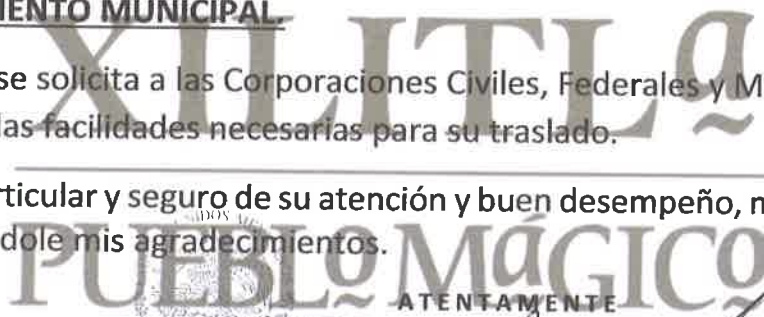 MIENTO MUNICIPAL.
XILITLA
se solicita a las Corporaciones Civiles, Federales y M
las facilidades necesarias para su traslado.
rticular y seguro de su atención y buen desempeño, m
dole mis agradecimientos.
PUEBLO MÁGICO
ATENTAMENTE